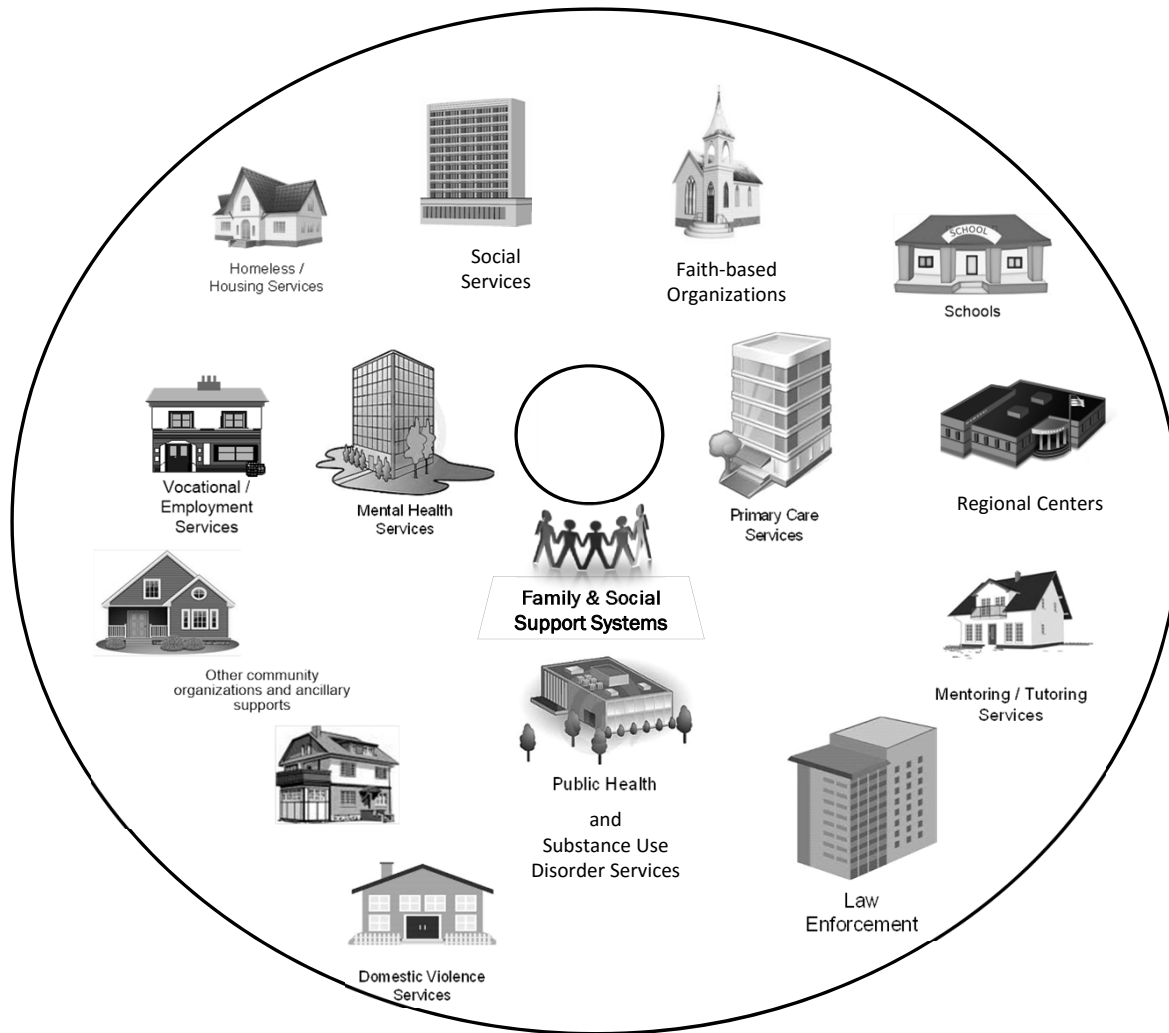 Homeless /
Housing Services
Social
Services
Faith-based
Organizations
SCHOOL
Schools
Vocational /
Employment
Services
Mental Health
Services
Primary Care
Services
Regional Centers
Family & Social
Support Systems
Other community
organizations and ancillary
supports
Mentoring / Tutoring
Services
Public Health
and
Substance Use
Disorder Services
Law
Enforcement
Domestic Violence
Services